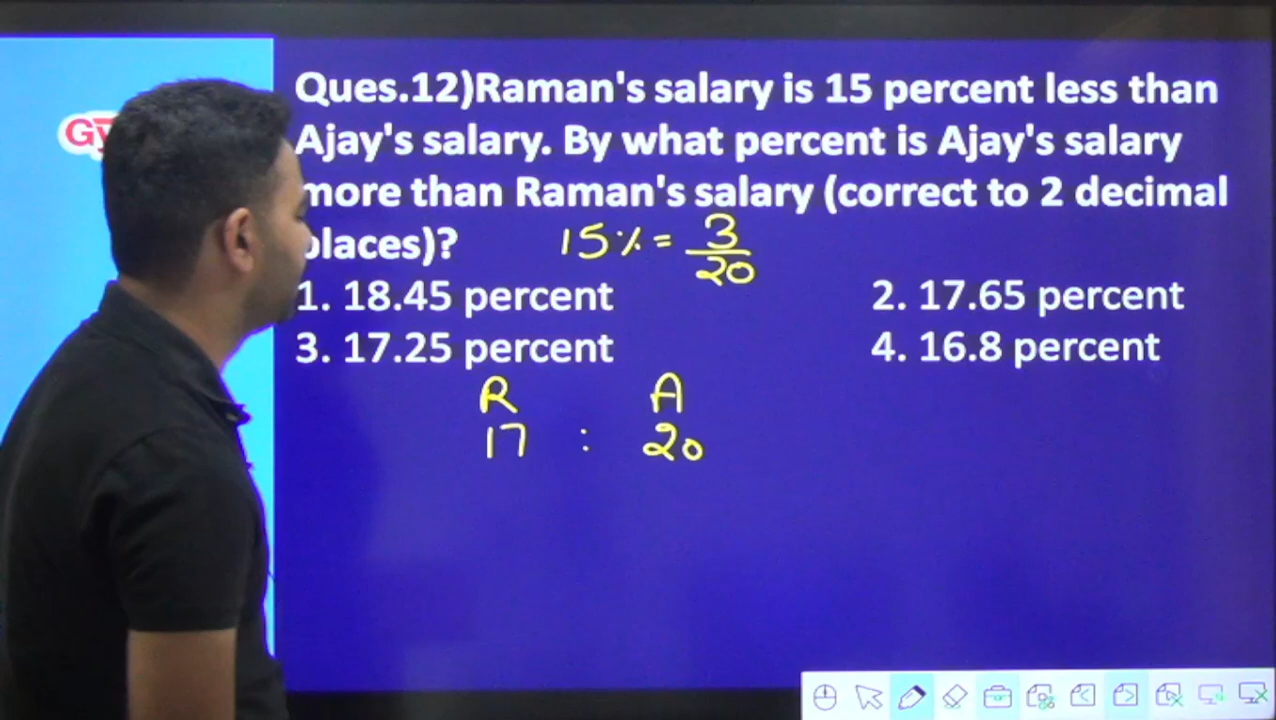 Ques.12)Raman's salary is 15 percent less than
Ajay's salary. By what percent is Ajay's salary
more than Raman's salary (correct to 2 decimal
places)?
15% = 3/20
1. 18.45 percent
2. 17.65 percent
3. 17.25 percent
4. 16.8 percent
R A
17 : 20